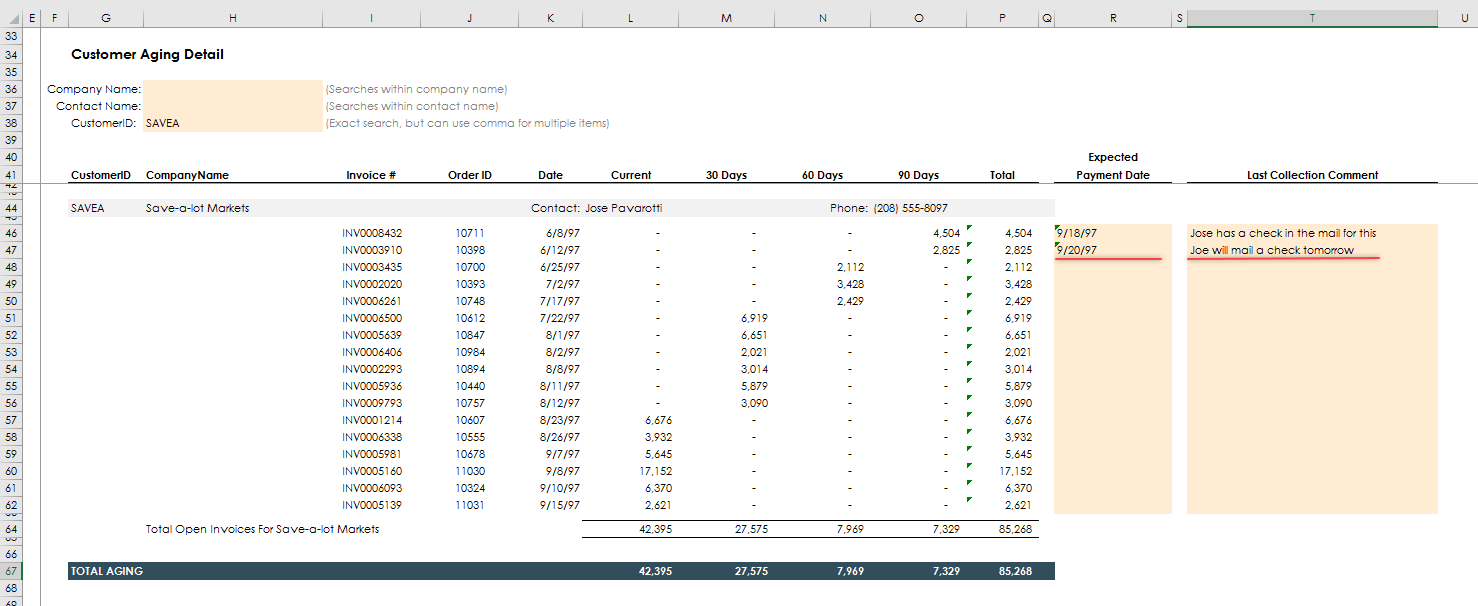 E F G H I J K L M N O P Q R S T U
33
34 Customer Aging Detail
35
36 Company Name: (Searches within company name)
37 Contact Name: (Searches within contact name)
38 CustomerID: SAVEA (Exact search, but can use comma for multiple items)
39
40 Expected
41 CustomerID CompanyName Invoice # Order ID Date Current 30 Days 60 Days 90 Days Total Payment Date Last Collection Comment
42
44 SAVEA Save-a-lot Markets Contact: Jose Pavarotti Phone: (208) 555-8097
46 INV0008432 10711 6/8/97 - - - 4,504 4,504 9/18/97 Jose has a check in the mail for this
47 INV0003910 10398 6/12/97 - - - 2,825 2,825 9/20/97 Joe will mail a check tomorrow
48 INV0003435 10700 6/25/97 - - 2,112 - 2,112
49 INV0002020 10393 7/2/97 - - 3,428 - 3,428
50 INV0006261 10748 7/17/97 - - 2,429 - 2,429
51 INV0006500 10612 7/22/97 - 6,919 - - 6,919
52 INV0005639 10847 8/1/97 - 6,651 - - 6,651
53 INV0006406 10984 8/2/97 - 2,021 - - 2,021
54 INV0002293 10894 8/8/97 - 3,014 - - 3,014
55 INV0005936 10440 8/11/97 - 5,879 - - 5,879
56 INV0009793 10757 8/12/97 - 3,090 - - 3,090
57 INV0001214 10607 8/23/97 6,676 - - - 6,676
58 INV0006338 10555 8/26/97 3,932 - - - 3,932
59 INV0005981 10678 9/7/97 5,645 - - - 5,645
60 INV0005160 11030 9/8/97 17,152 - - - 17,152
61 INV0006093 10324 9/10/97 6,370 - - - 6,370
62 INV0005139 11031 9/15/97 2,621 - - - 2,621
64 Total Open Invoices For Save-a-lot Markets 42,395 27,575 7,969 7,329 85,268
66
67 TOTAL AGING 42,395 27,575 7,969 7,329 85,268
68
69